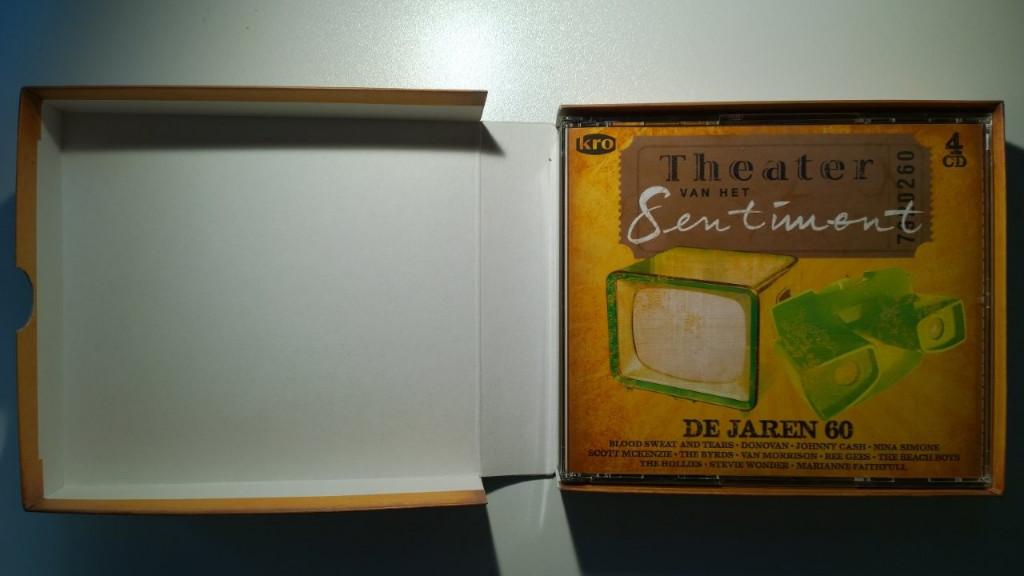 kro
4
CD
Theater
VAN HET
Sentiment
DE JAREN 60
BLOOD SWEAT AND TEARS · DONOVAN · JOHNNY CASH · NINA SIMONE
SCOTT MCKENZIE · THE BYRDS · VAN MORRISON · BEE GEES · THE BEACH BOYS
THE HOLLIES · STEVIE WONDER · MARIANNE FAITHFULL